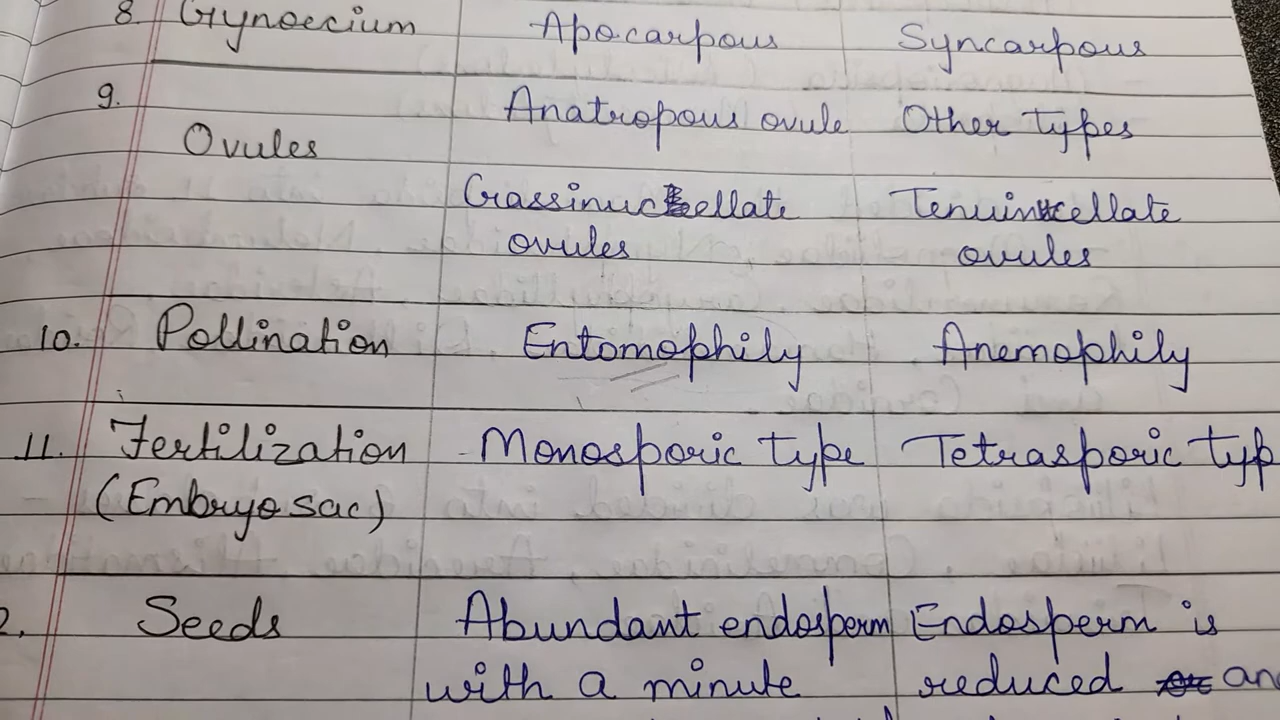 8. Gynoecium Apocarpous Syncarpous
9. Anatropous ovule Other types
Ovules
Crassinucellate Tenuinucellate
ovules ovules
10. Pollination Entomophily Anemophily
11. Fertilization Monosporic type Tetrasporic typ
(Embryo sac)
2. Seeds Abundant endosperm Endosperm is
with a minute reduced and